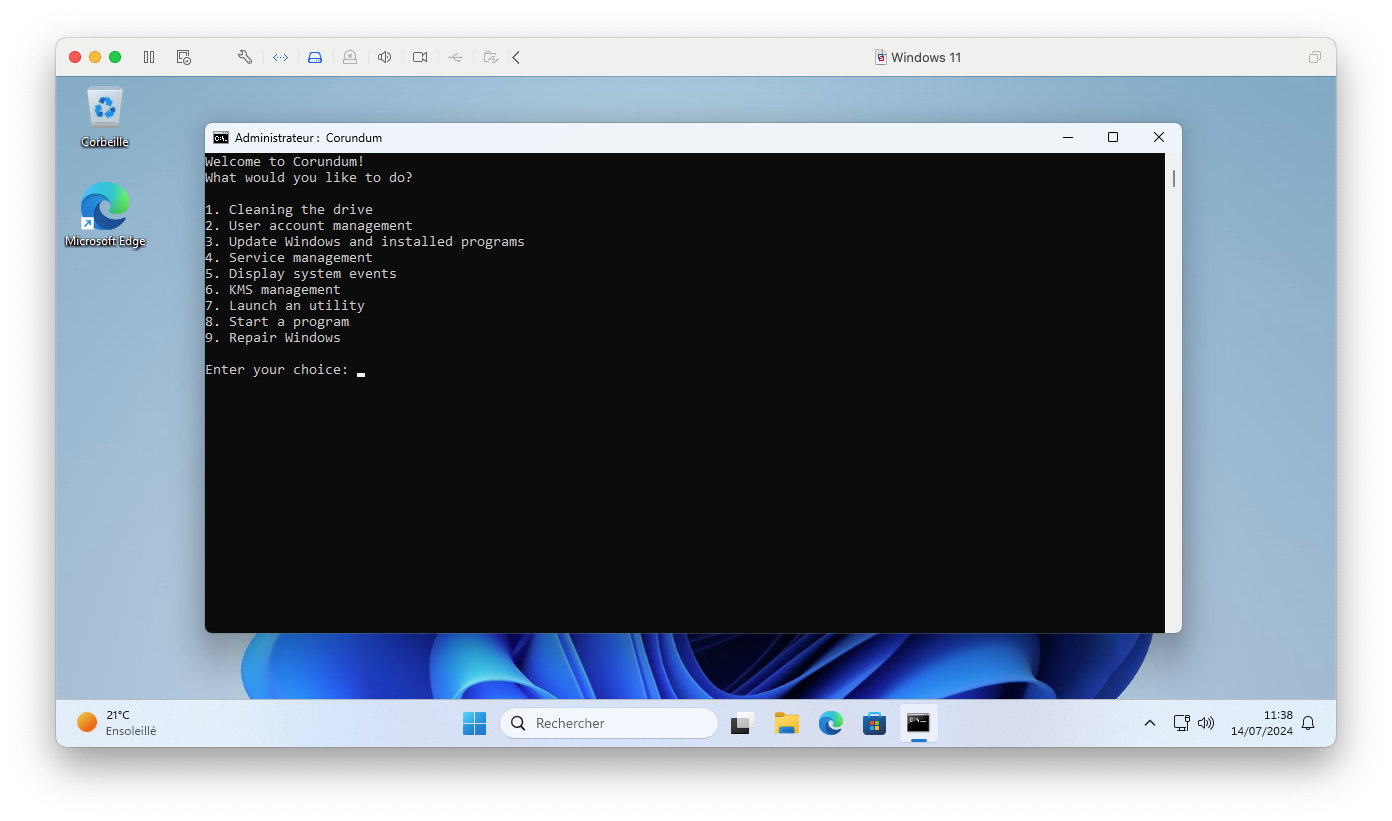 Windows 11
Corbeille
Microsoft Edge
Administrateur : Corundum
Welcome to Corundum!
What would you like to do?
1. Cleaning the drive
2. User account management
3. Update Windows and installed programs
4. Service management
5. Display system events
6. KMS management
7. Launch an utility
8. Start a program
9. Repair Windows
Enter your choice:
21°C
Ensoleillé
Rechercher
11:38
14/07/2024